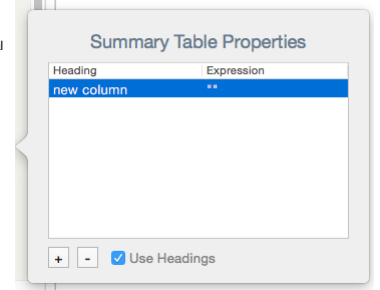 Summary Table Properties
Heading Expression
new column ""
+ - Use Headings